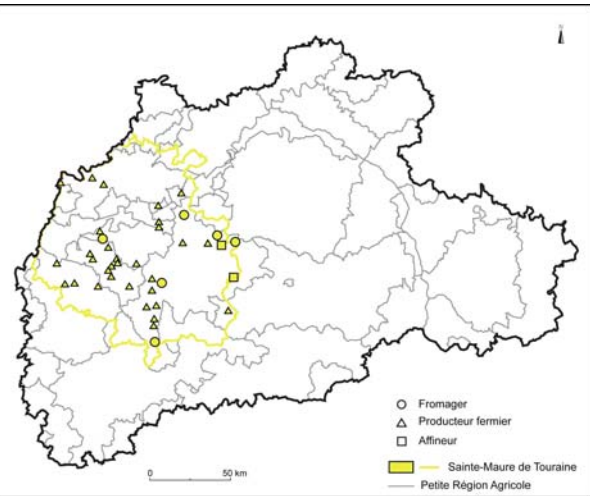 N
Fromager
Producteur fermier
Affineur
Sainte-Maure de Touraine
Petite Région Agricole
0 50 km